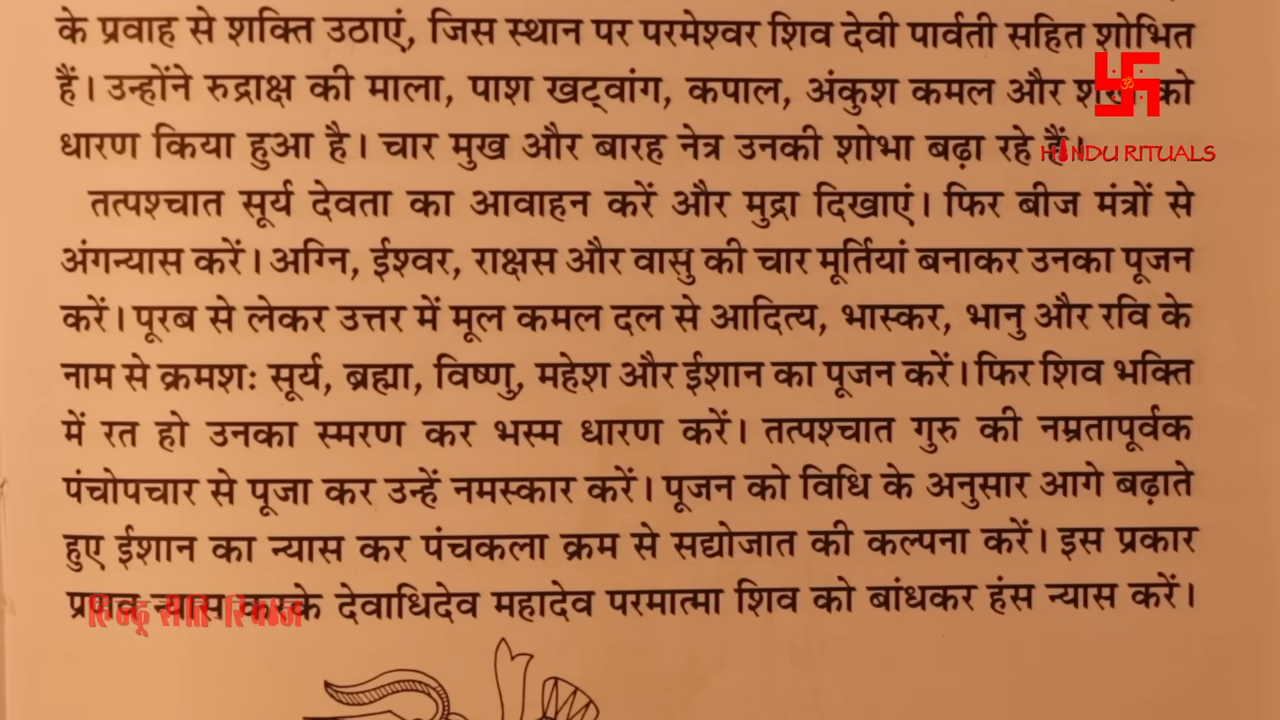 के प्रवाह से शक्ति उठाएं, जिस स्थान पर परमेश्वर शिव देवी पार्वती सहित शोभित
हैं। उन्होंने रुद्राक्ष की माला, पाश खट्वांग, कपाल, अंकुश कमल और शंख को
धारण किया हुआ है। चार मुख और बारह नेत्र उनकी शोभा बढ़ा रहे हैं।
HINDU RITUALS
तत्पश्चात सूर्य देवता का आवाहन करें और मुद्रा दिखाएं। फिर बीज मंत्रों से
अंगन्यास करें। अग्नि, ईश्वर, राक्षस और वासु की चार मूर्तियां बनाकर उनका पूजन
करें। पूरब से लेकर उत्तर में मूल कमल दल से आदित्य, भास्कर, भानु और रवि के
नाम से क्रमशः सूर्य, ब्रह्मा, विष्णु, महेश और ईशान का पूजन करें। फिर शिव भक्ति
में रत हो उनका स्मरण कर भस्म धारण करें। तत्पश्चात गुरु की नम्रतापूर्वक
पंचोपचार से पूजा कर उन्हें नमस्कार करें। पूजन को विधि के अनुसार आगे बढ़ाते
हुए ईशान का न्यास कर पंचकला क्रम से सद्योजात की कल्पना करें। इस प्रकार
प्रणव न्यास करके देवाधिदेव महादेव परमात्मा शिव को बांधकर हंस न्यास करें।
हिन्दू रीति रिवाज